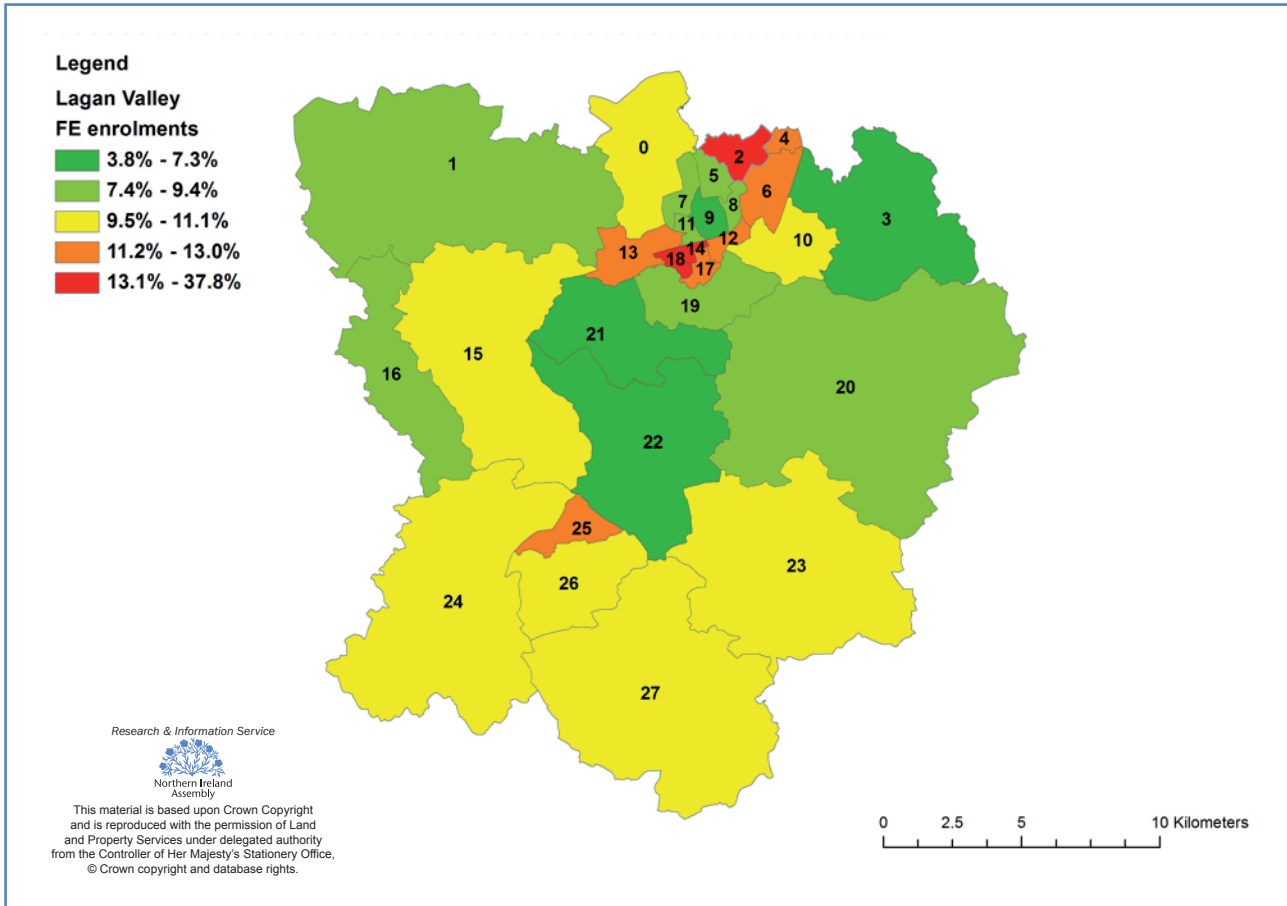 Legend
Lagan Valley
FE enrolments
3.8% - 7.3%
7.4% - 9.4%
9.5% - 11.1%
11.2% - 13.0%
13.1% - 37.8%
0
1
2
4
5
6
3
7
8
9
11
10
12
13
14
18
17
19
21
15
16
20
22
25
23
26
24
27
Research & Information Service
Northern Ireland
Assembly
This material is based upon Crown Copyright
and is reproduced with the permission of Land
and Property Services under delegated authority
from the Controller of Her Majesty's Stationery Office,
© Crown copyright and database rights.
0 2.5 5 10 Kilometers